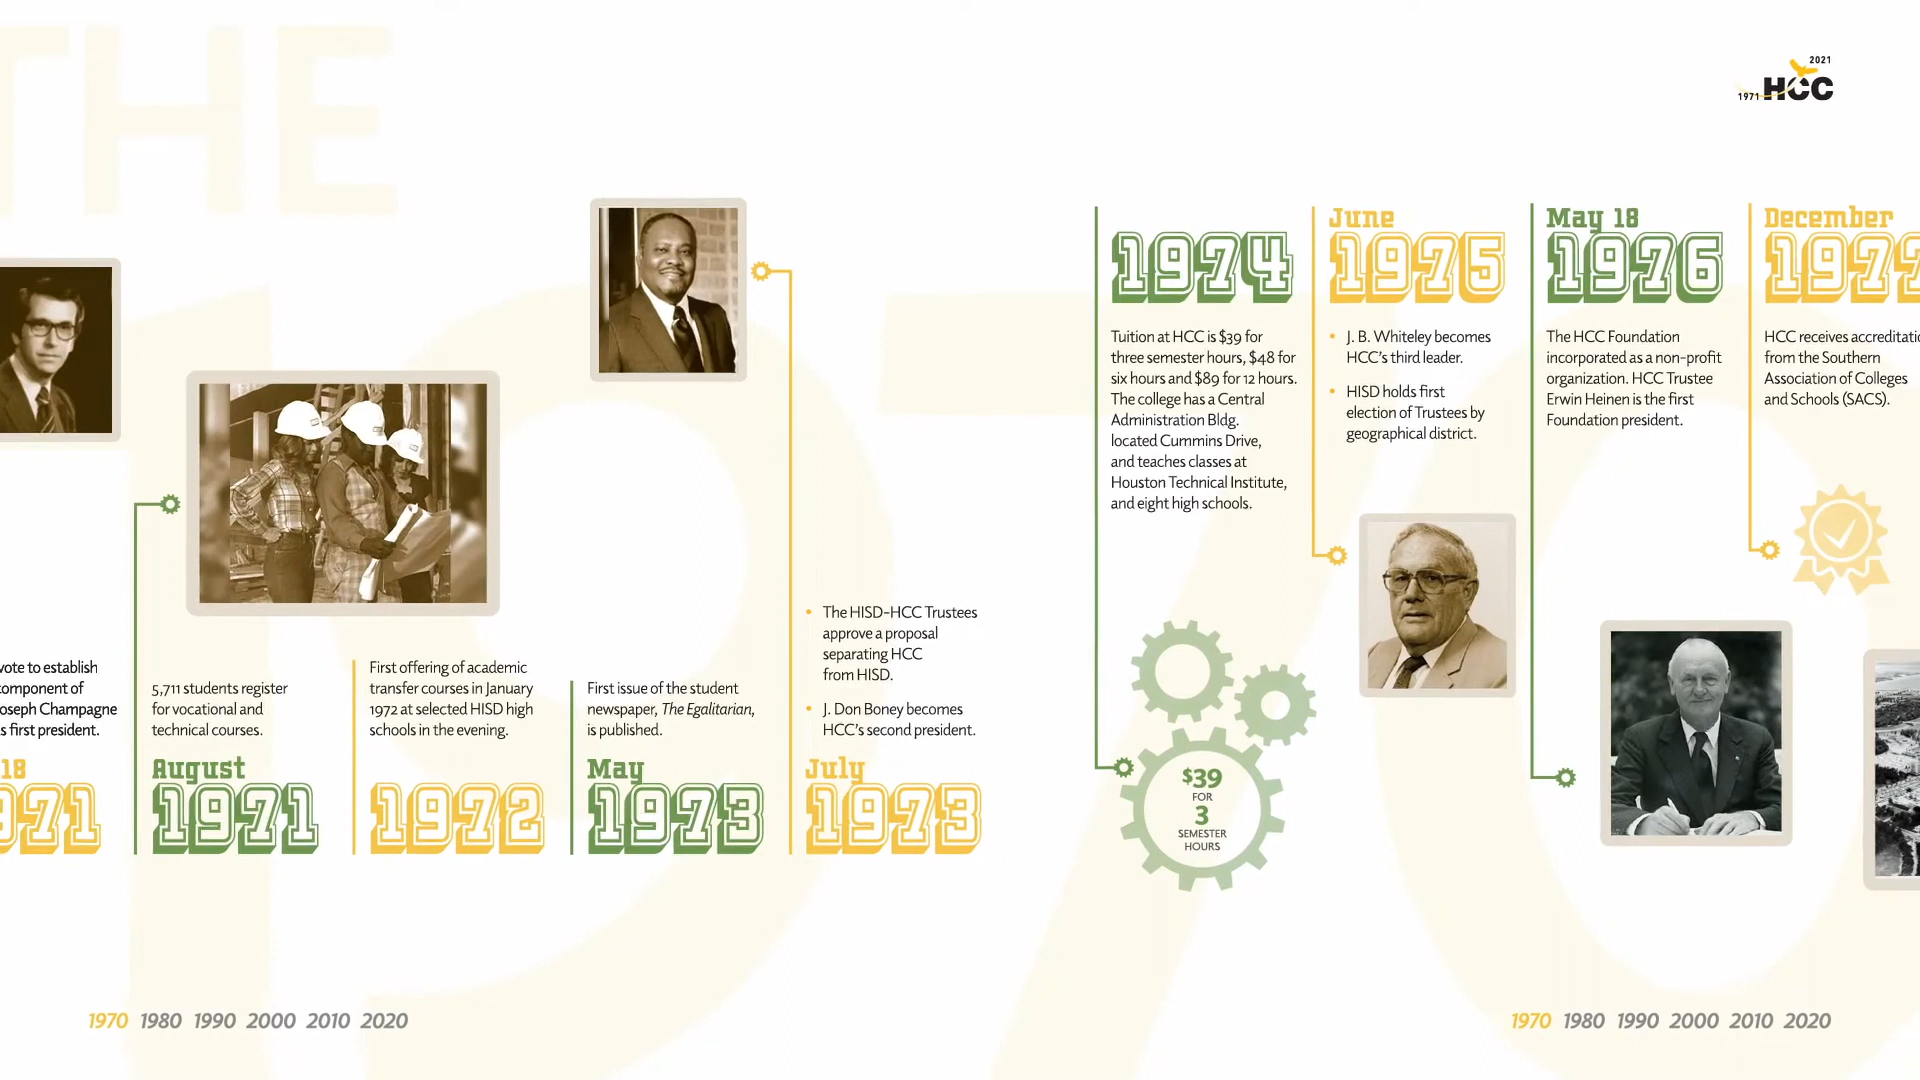 THE
2021
1971 HCC
vote to establish
component of
Joseph Champagne
s first president.
18
971
5,711 students register
for vocational and
technical courses.
August
1971
First offering of academic
transfer courses in January
1972 at selected HISD high
schools in the evening.
1972
First issue of the student
newspaper, The Egalitarian,
is published.
May
1973
• The HISD-HCC Trustees
approve a proposal
separating HCC
from HISD.
• J. Don Boney becomes
HCC's second president.
July
1973
1974
Tuition at HCC is $39 for
three semester hours, $48 for
six hours and $89 for 12 hours.
The college has a Central
Administration Bldg.
located Cummins Drive,
and teaches classes at
Houston Technical Institute,
and eight high schools.
$39
FOR
3
SEMESTER
HOURS
June
1975
• J. B. Whiteley becomes
HCC's third leader.
• HISD holds first
election of Trustees by
geographical district.
May 18
1976
The HCC Foundation
incorporated as a non-profit
organization. HCC Trustee
Erwin Heinen is the first
Foundation president.
December
1977
HCC receives accreditatio
from the Southern
Association of Colleges
and Schools (SACS).
1970
1970 1980 1990 2000 2010 2020
1970 1980 1990 2000 2010 2020